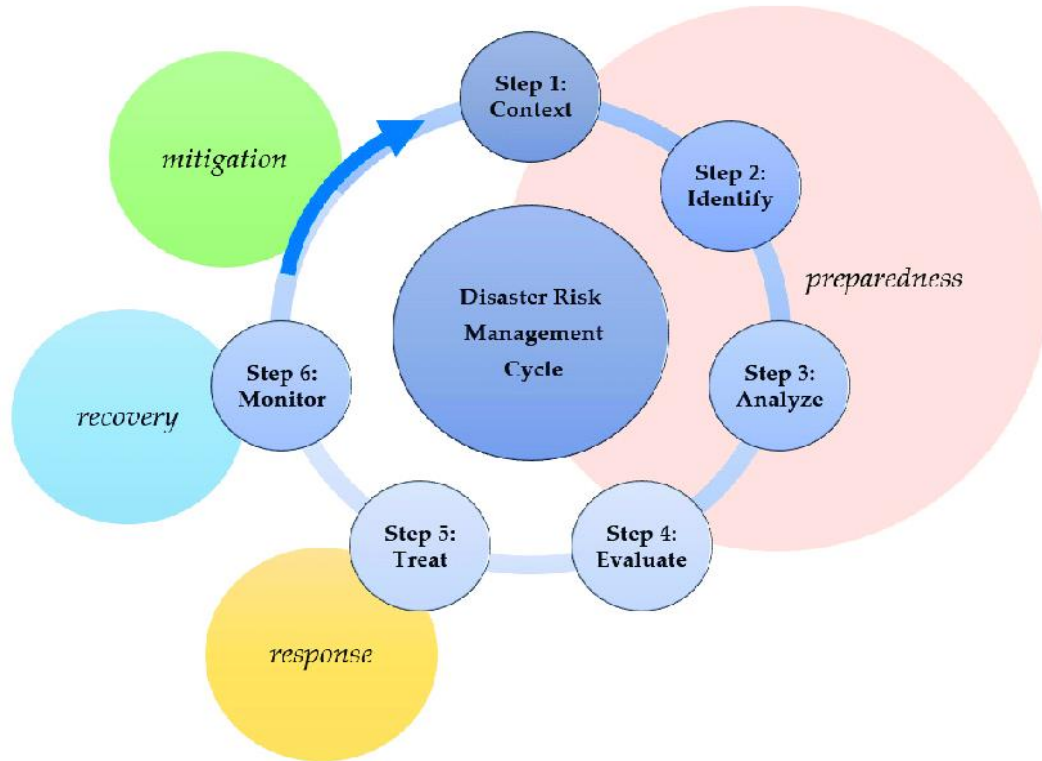 Step 1:
Context
Step 2:
Identify
mitigation
preparedness
Disaster Risk
Management
Cycle
Step 6:
Monitor
Step 3:
Analyze
recovery
Step 5:
Treat
Step 4:
Evaluate
response